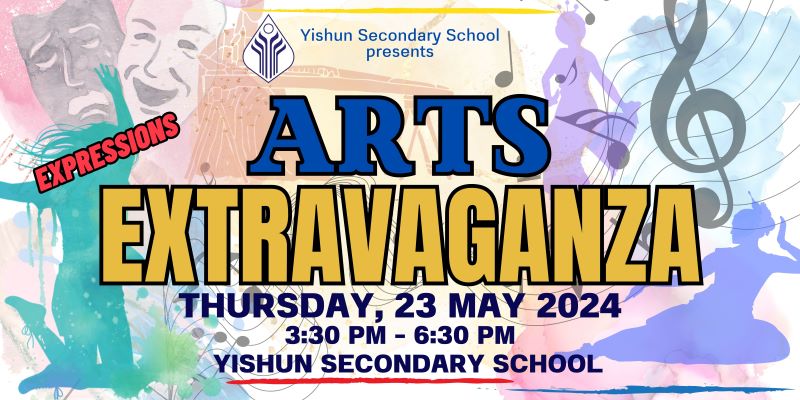 Yishun Secondary School
presents
ARTS
EXPRESSIONS
EXTRAVAGANZA
THURSDAY, 23 MAY 2024
3:30 PM - 6:30 PM
YISHUN SECONDARY SCHOOL